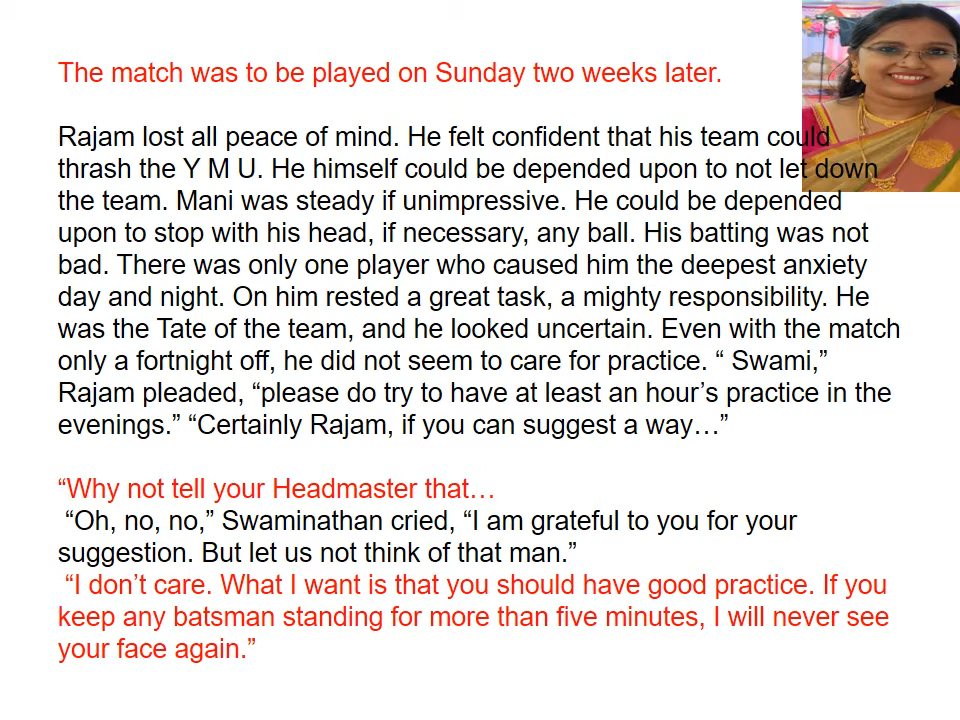 The match was to be played on Sunday two weeks later.
Rajam lost all peace of mind. He felt confident that his team could
thrash the Y M U. He himself could be depended upon to not let down
the team. Mani was steady if unimpressive. He could be depended
upon to stop with his head, if necessary, any ball. His batting was not
bad. There was only one player who caused him the deepest anxiety
day and night. On him rested a great task, a mighty responsibility. He
was the Tate of the team, and he looked uncertain. Even with the match
only a fortnight off, he did not seem to care for practice. “ Swami,”
Rajam pleaded, “please do try to have at least an hour’s practice in the
evenings.” “Certainly Rajam, if you can suggest a way…”
“Why not tell your Headmaster that…
“Oh, no, no,” Swaminathan cried, “I am grateful to you for your
suggestion. But let us not think of that man.”
“I don’t care. What I want is that you should have good practice. If you
keep any batsman standing for more than five minutes, I will never see
your face again.”